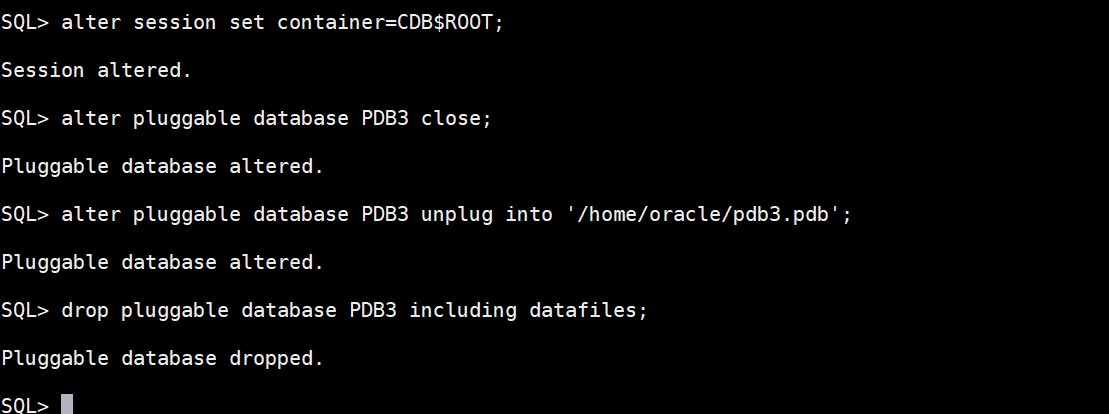 SQL> alter session set container=CDB$ROOT;
Session altered.
SQL> alter pluggable database PDB3 close;
Pluggable database altered.
SQL> alter pluggable database PDB3 unplug into '/home/oracle/pdb3.pdb';
Pluggable database altered.
SQL> drop pluggable database PDB3 including datafiles;
Pluggable database dropped.
SQL>